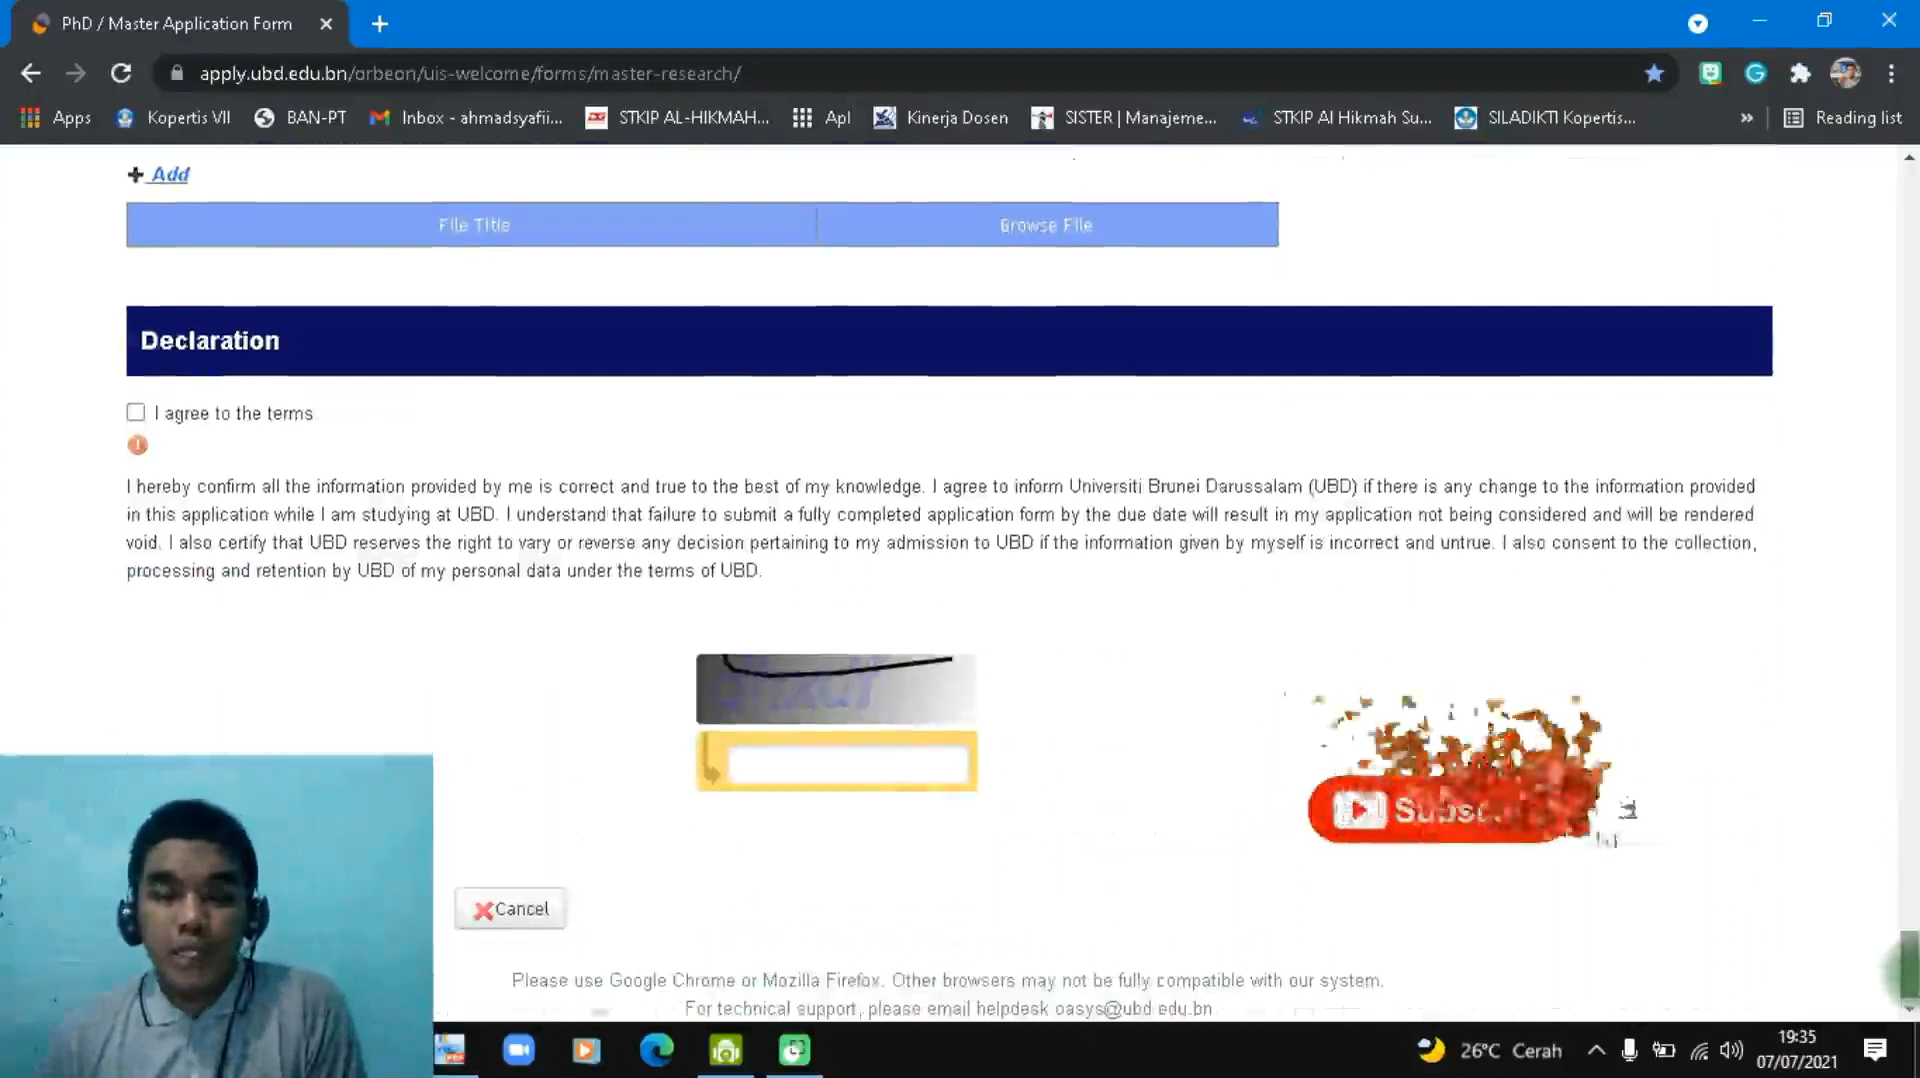 PhD / Master Application Form
apply.ubd.edu.bn/orbeon/uis-welcome/forms/master-research/
Apps
Kopertis VII
BAN-PT
Inbox - ahmadsyafii...
STKIP AL-HIKMAH...
Apl
Kinerja Dosen
SISTER | Manajeme...
STKIP Al Hikmah Su...
SILADIKTI Kopertis...
»
Reading list
Add
File Title
Browse File
Declaration
I agree to the terms
I hereby confirm all the information provided by me is correct and true to the best of my knowledge. I agree to inform Universiti Brunei Darussalam (UBD) if there is any change to the information provided
in this application while I am studying at UBD. I understand that failure to submit a fully completed application form by the due date will result in my application not being considered and will be rendered
void. I also certify that UBD reserves the right to vary or reverse any decision pertaining to my admission to UBD if the information given by myself is incorrect and untrue. I also consent to the collection,
processing and retention by UBD of my personal data under the terms of UBD.
Cancel
Please use Google Chrome or Mozilla Firefox. Other browsers may not be fully compatible with our system.
For technical support, please email helpdesk oasys@ubd edu.bn
26°C Cerah
19:35
07/07/2021